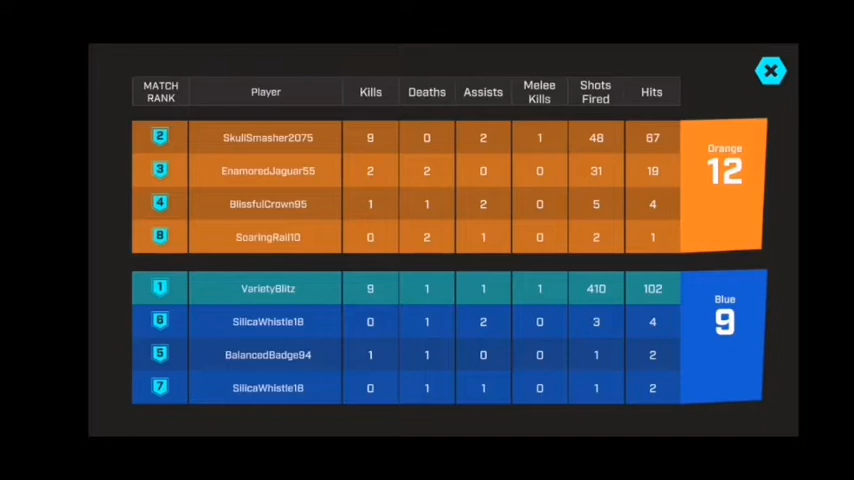 MATCH RANK Player Kills Deaths Assists Melee Kills Shots Fired Hits
2 SkullSmasher2075 9 0 2 1 48 67
3 EnamoredJaguar55 2 2 0 0 31 19
4 BlissfulCrown95 1 1 2 0 5 4
8 SoaringRail10 0 2 1 0 2 1
Orange
12
1 VarietyBlitz 9 1 1 1 410 102
6 SilicaWhistle18 0 1 2 0 3 4
5 BalancedBadge94 1 1 0 0 1 2
7 SilicaWhistle18 0 1 1 0 1 2
Blue
9